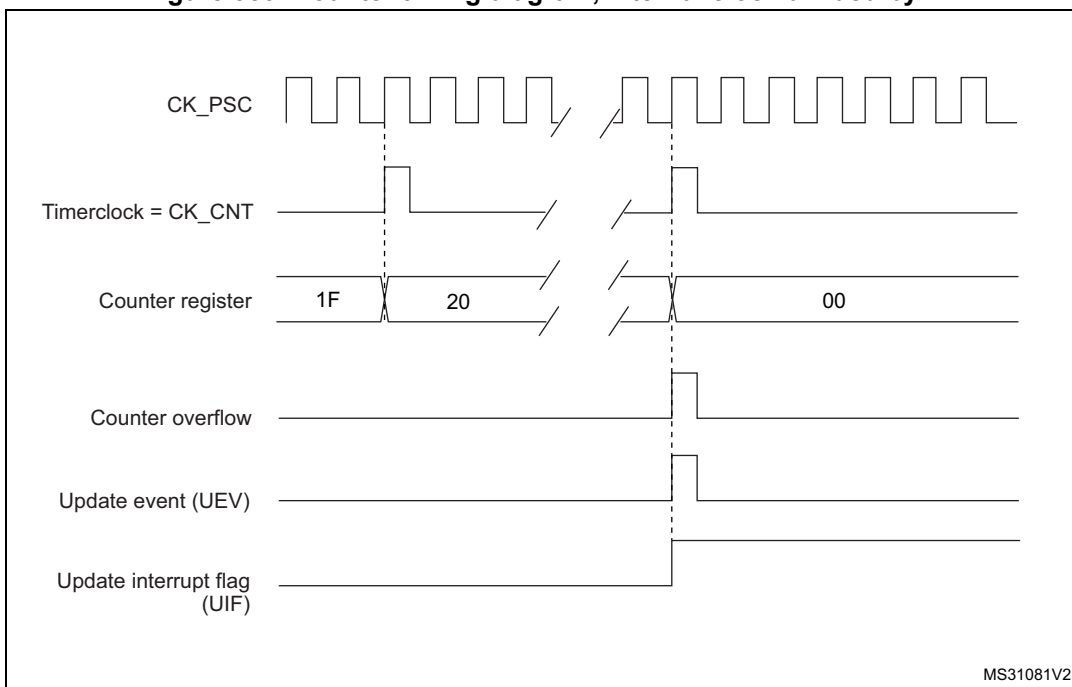 CK_PSC
Timerclock = CK_CNT
Counter register
1F
20
00
Counter overflow
Update event (UEV)
Update interrupt flag
(UIF)
MS31081V2